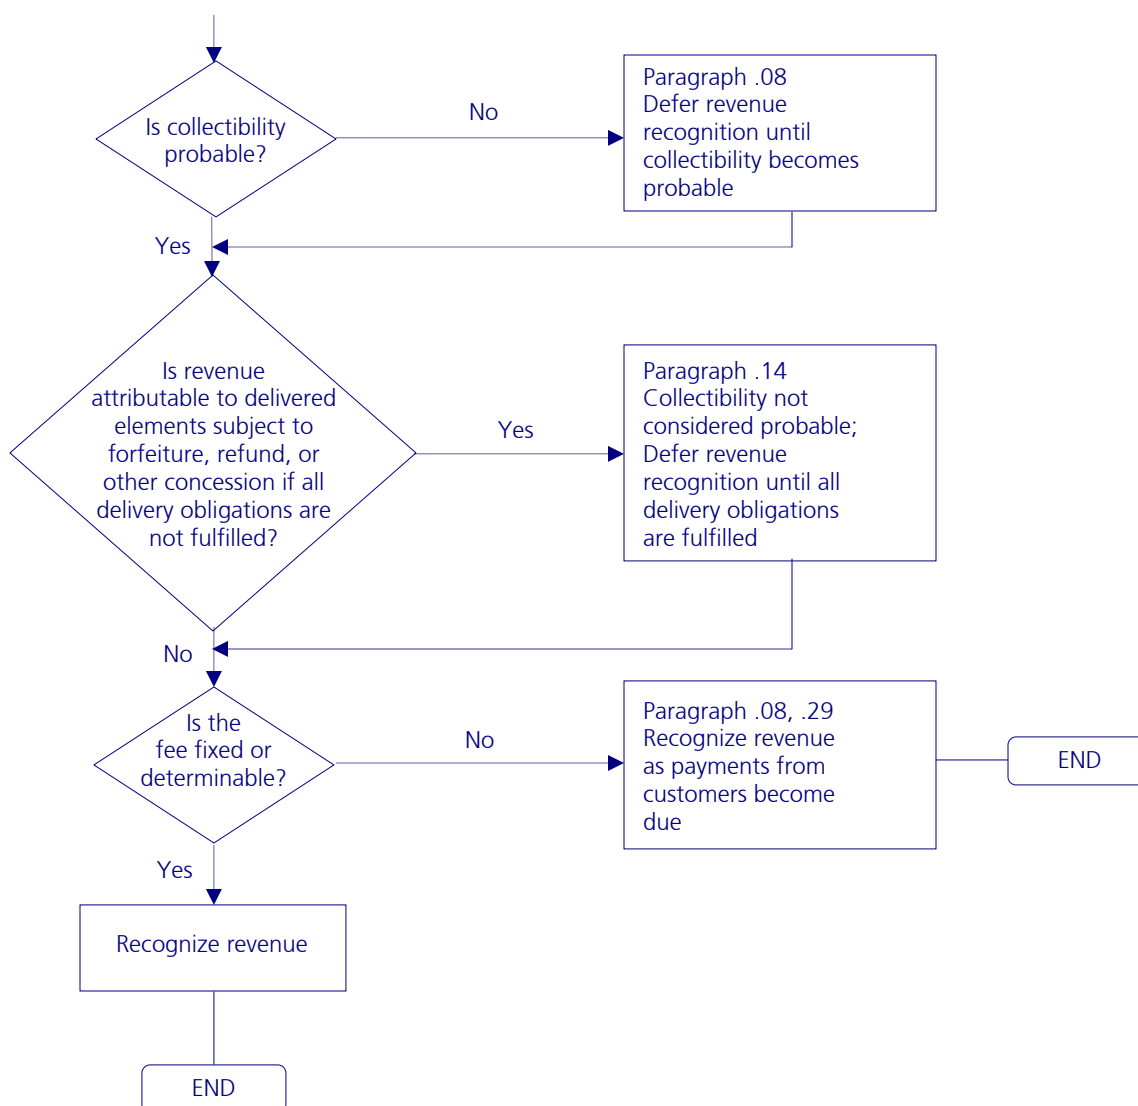 Is collectibility
probable?
No
Paragraph .08
Defer revenue
recognition until
collectibility becomes
probable
Yes
Is revenue
attributable to delivered
elements subject to
forfeiture, refund, or
other concession if all
delivery obligations are
not fulfilled?
Yes
Paragraph .14
Collectibility not
considered probable;
Defer revenue
recognition until all
delivery obligations
are fulfilled
No
Is the
fee fixed or
determinable?
No
Paragraph .08, .29
Recognize revenue
as payments from
customers become
due
END
Yes
Recognize revenue
END